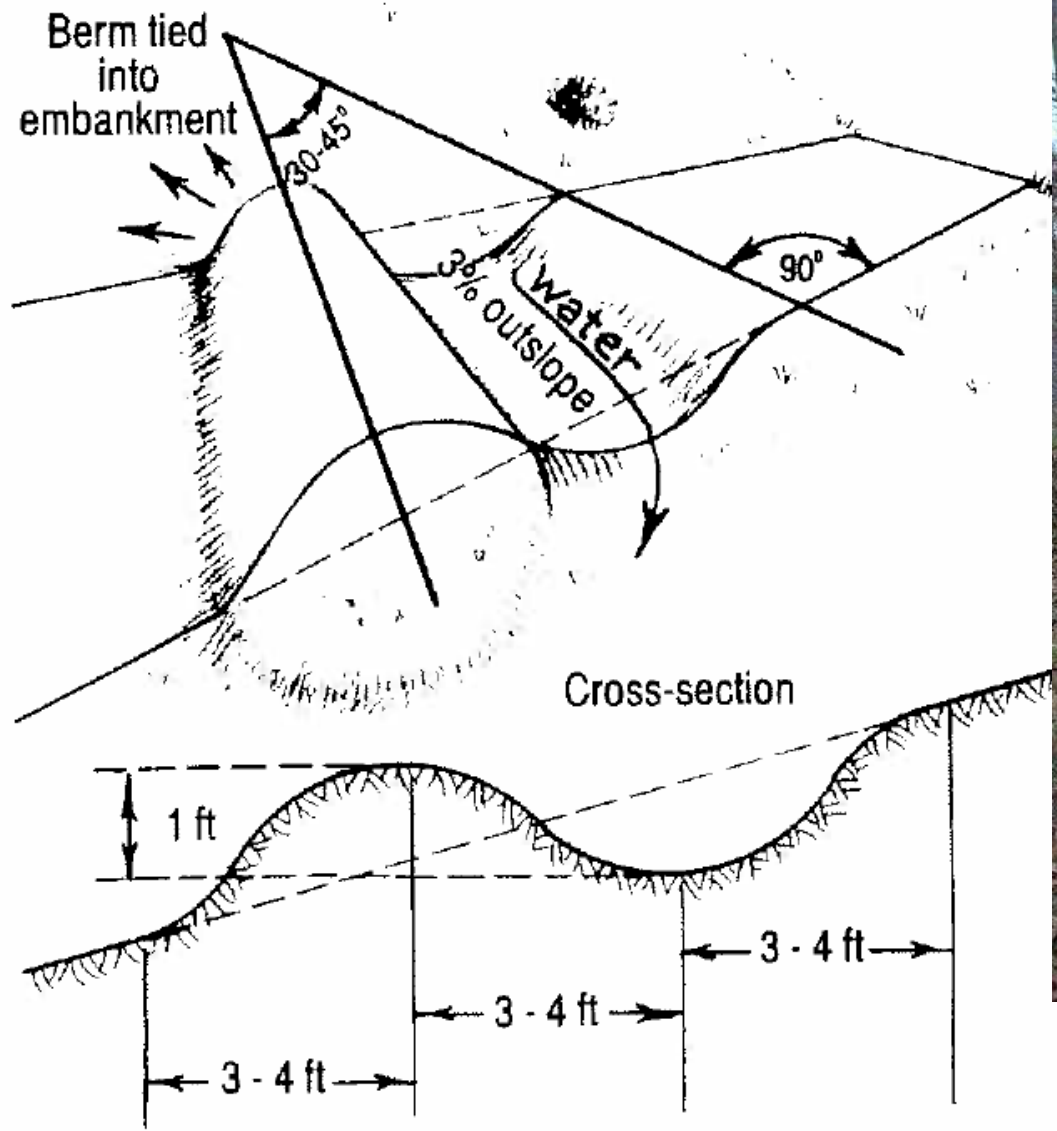 Berm tied
into
embankment
30-45°
90°
3% outslope
water
Cross-section
1 ft
3 - 4 ft
3 - 4 ft
3 - 4 ft